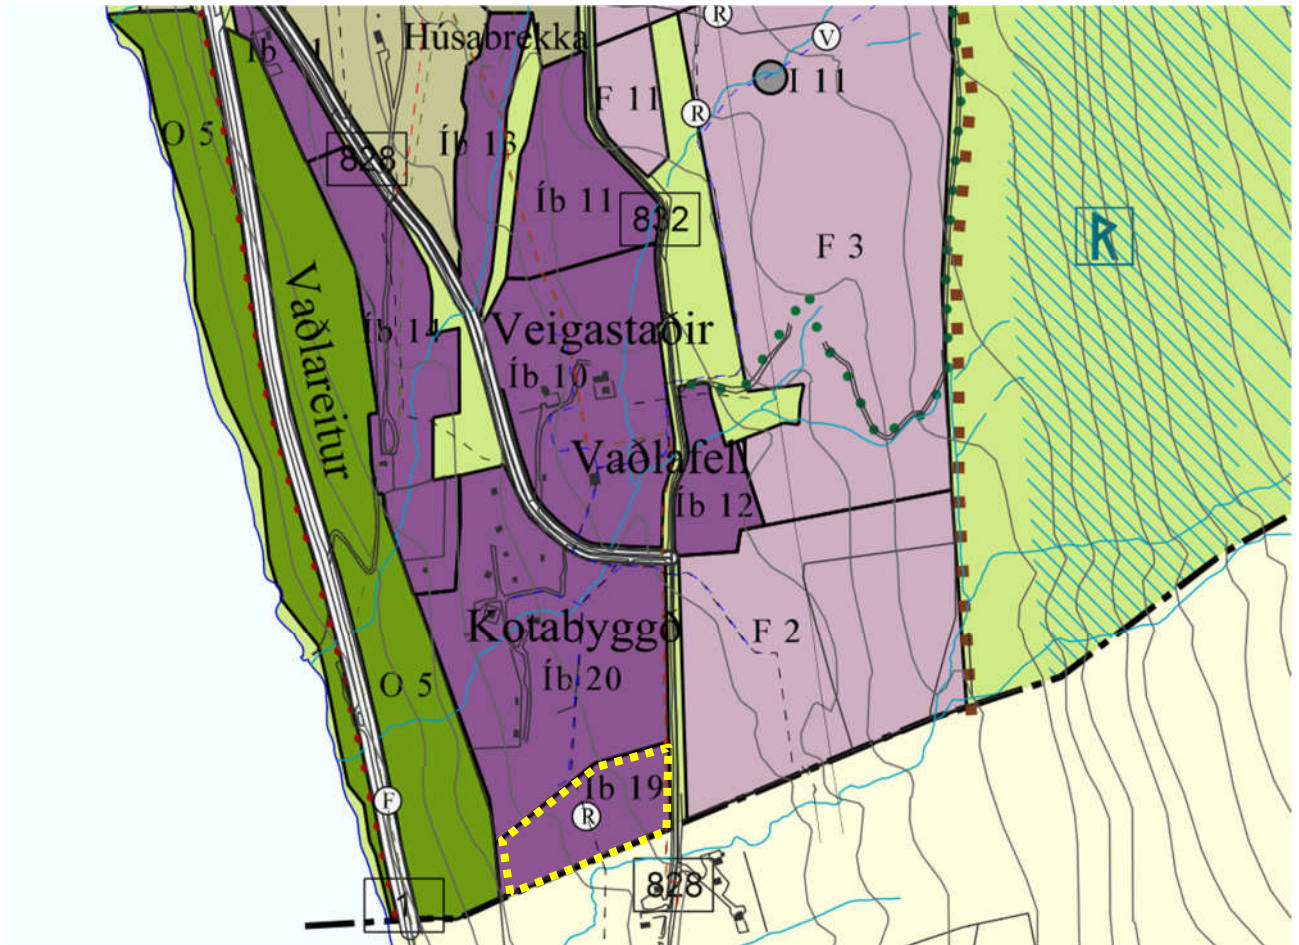 R
Húsabrekka
V
Íb 1
I 11
F 11
R
O 5
Íb 13
828
Íb 11
832
F 3
R
Vaðlareitur
Veigastaðir
Íb 14
Íb 10
Vaðlafell
Íb 12
Kotabyggð
F 2
Íb 20
O 5
Íb 19
F
R
828
1